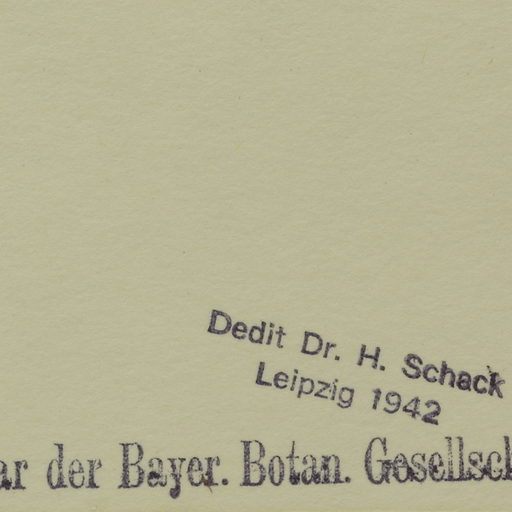 Dedit Dr. H. Schack
Leipzig 1942
ar der Bayer. Botan. Gesellsch